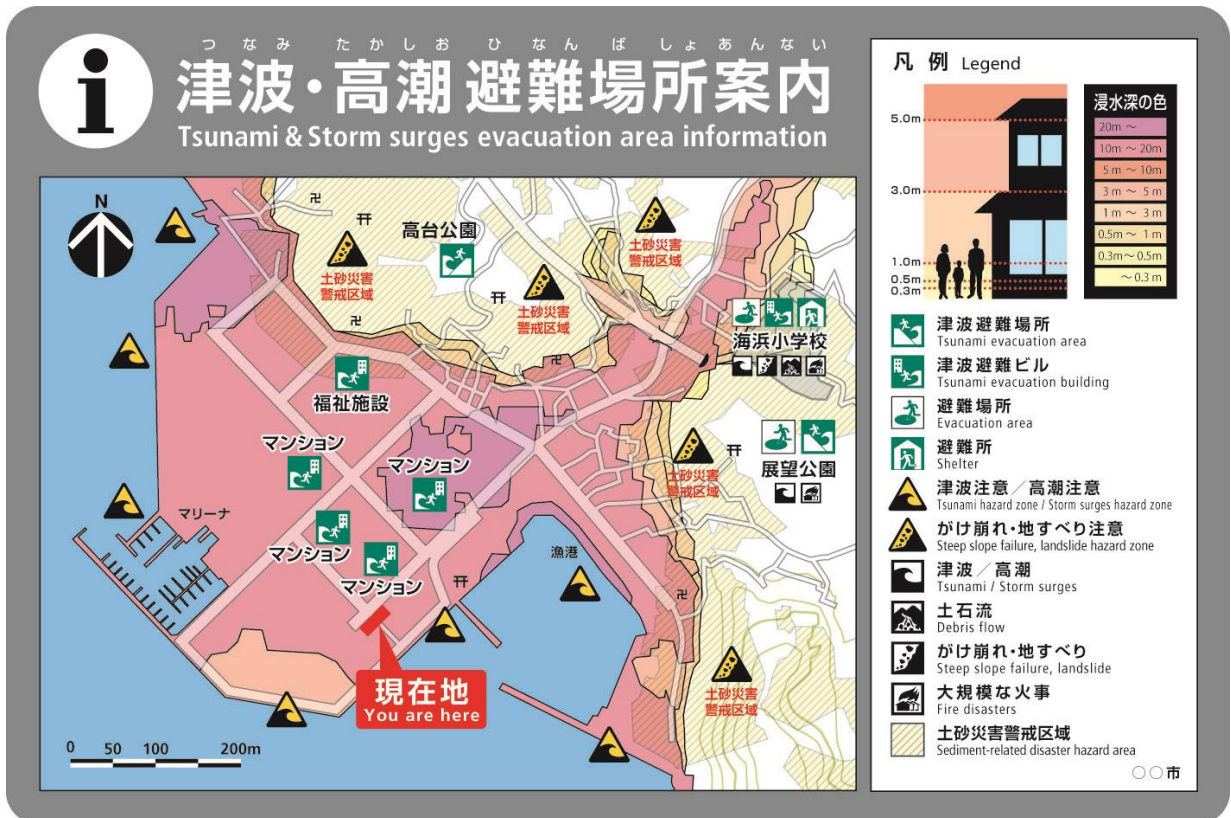 つなみ たかしお ひなんばしょあんない
津波・高潮 避難場所案内
Tsunami & Storm surges evacuation area information
N
高台公園
土砂災害
警戒区域
土砂災害
警戒区域
土砂災害
警戒区域
海浜小学校
福祉施設
マンション
マンション
展望公園
土砂災害
警戒区域
マリーナ
マンション
マンション
漁港
土砂災害
警戒区域
現在地
You are here
0 50 100 200m
凡例 Legend
5.0m
3.0m
1.0m
0.5m
0.3m
浸水深の色
20m ～
10m ～ 20m
5m ～ 10m
3m ～ 5m
1m ～ 3m
0.5m ～ 1m
0.3m～ 0.5m
～ 0.3m
津波避難場所
Tsunami evacuation area
津波避難ビル
Tsunami evacuation building
避難場所
Evacuation area
避難所
Shelter
津波注意／高潮注意
Tsunami hazard zone / Storm surges hazard zone
がけ崩れ・地すべり注意
Steep slope failure, landslide hazard zone
津波／高潮
Tsunami / Storm surges
土石流
Debris flow
がけ崩れ・地すべり
Steep slope failure, landslide
大規模な火事
Fire disasters
土砂災害警戒区域
Sediment-related disaster hazard area
○○市